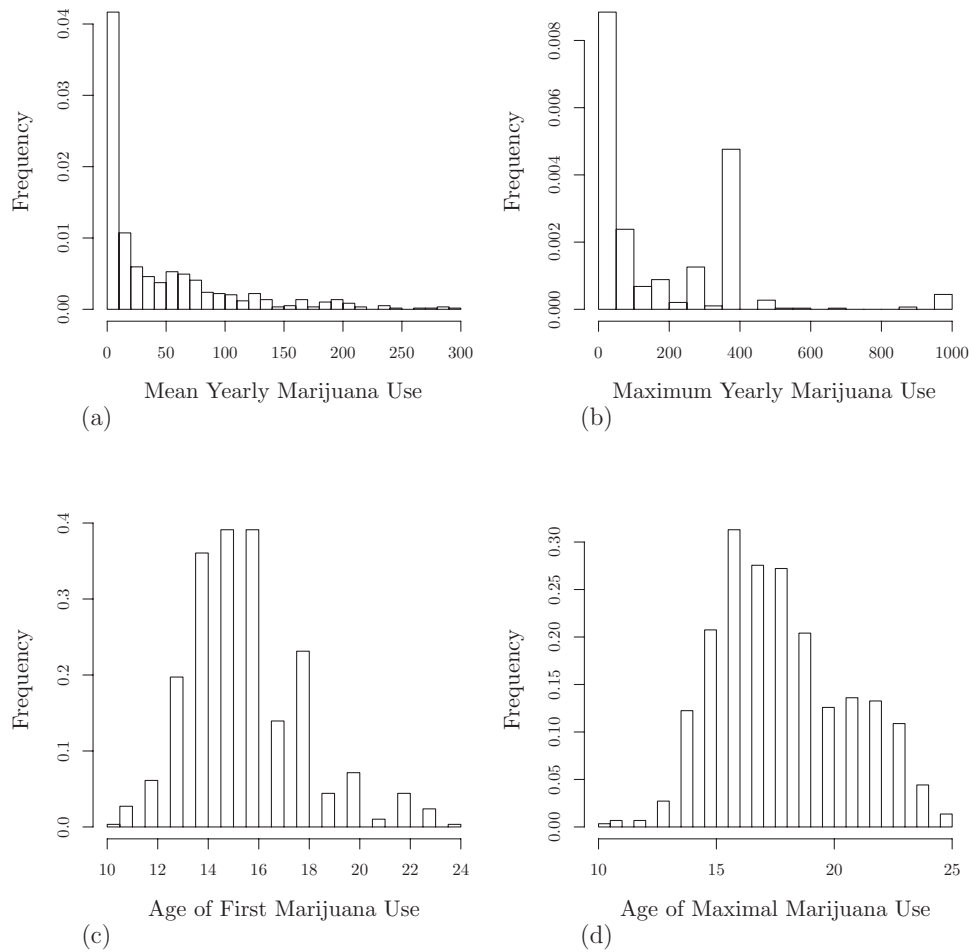 0.00 0.01 0.02 0.03 0.04
Frequency
0 50 100 150 200 250 300
Mean Yearly Marijuana Use
(a)
0.000 0.002 0.004 0.006 0.008
Frequency
0 200 400 600 800 1000
Maximum Yearly Marijuana Use
(b)
0.0 0.1 0.2 0.3 0.4
Frequency
10 12 14 16 18 20 22 24
Age of First Marijuana Use
(c)
0.00 0.05 0.10 0.15 0.20 0.25 0.30
Frequency
10 15 20 25
Age of Maximal Marijuana Use
(d)